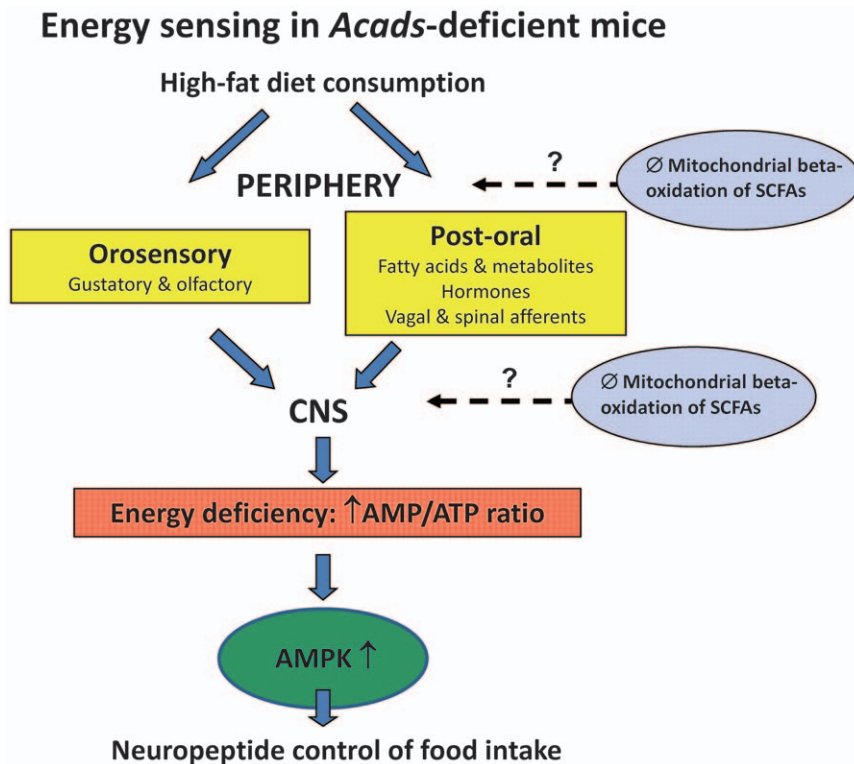 Energy sensing in Acads-deficient mice
High-fat diet consumption
?
∅ Mitochondrial beta-
oxidation of SCFAs
PERIPHERY
Orosensory
Gustatory & olfactory
Post-oral
Fatty acids & metabolites
Hormones
Vagal & spinal afferents
?
∅ Mitochondrial beta-
oxidation of SCFAs
CNS
Energy deficiency: ↑AMP/ATP ratio
AMPK ↑
Neuropeptide control of food intake